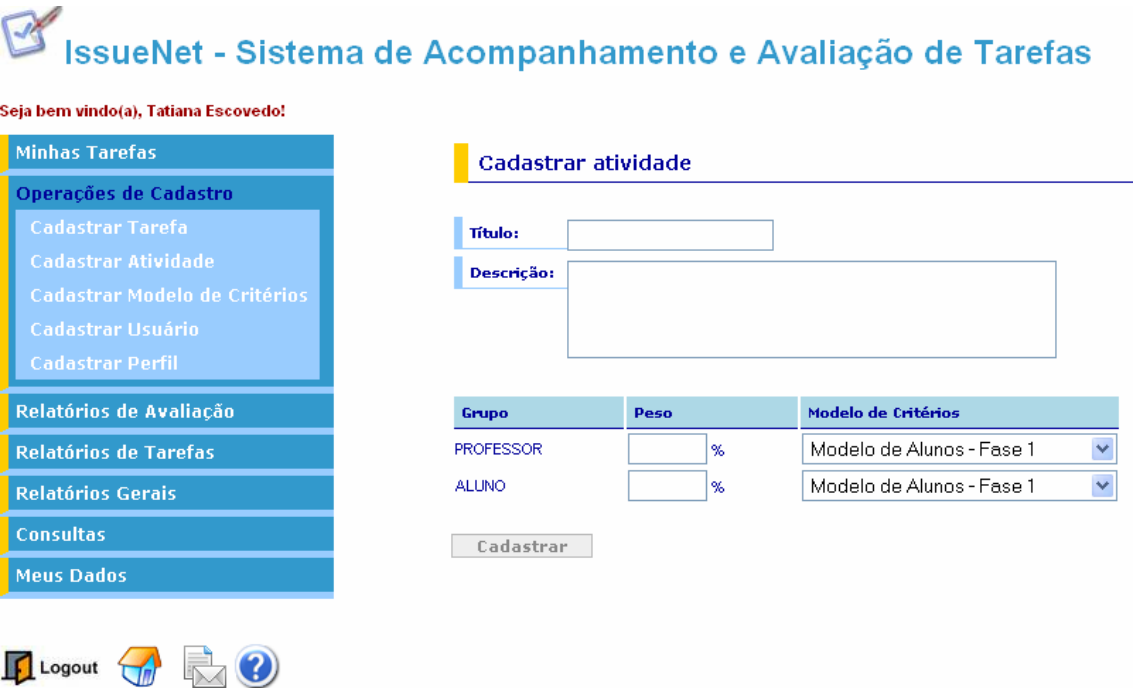 IssueNet - Sistema de Acompanhamento e Avaliação de Tarefas
Seja bem vindo(a), Tatiana Escovedo!
Minhas Tarefas
Operações de Cadastro
Cadastrar Tarefa
Cadastrar Atividade
Cadastrar Modelo de Critérios
Cadastrar Usuário
Cadastrar Perfil
Relatórios de Avaliação
Relatórios de Tarefas
Relatórios Gerais
Consultas
Meus Dados
Logout
Cadastrar atividade
Título:
Descrição:
Grupo Peso Modelo de Critérios
PROFESSOR % Modelo de Alunos - Fase 1
ALUNO % Modelo de Alunos - Fase 1
Cadastrar